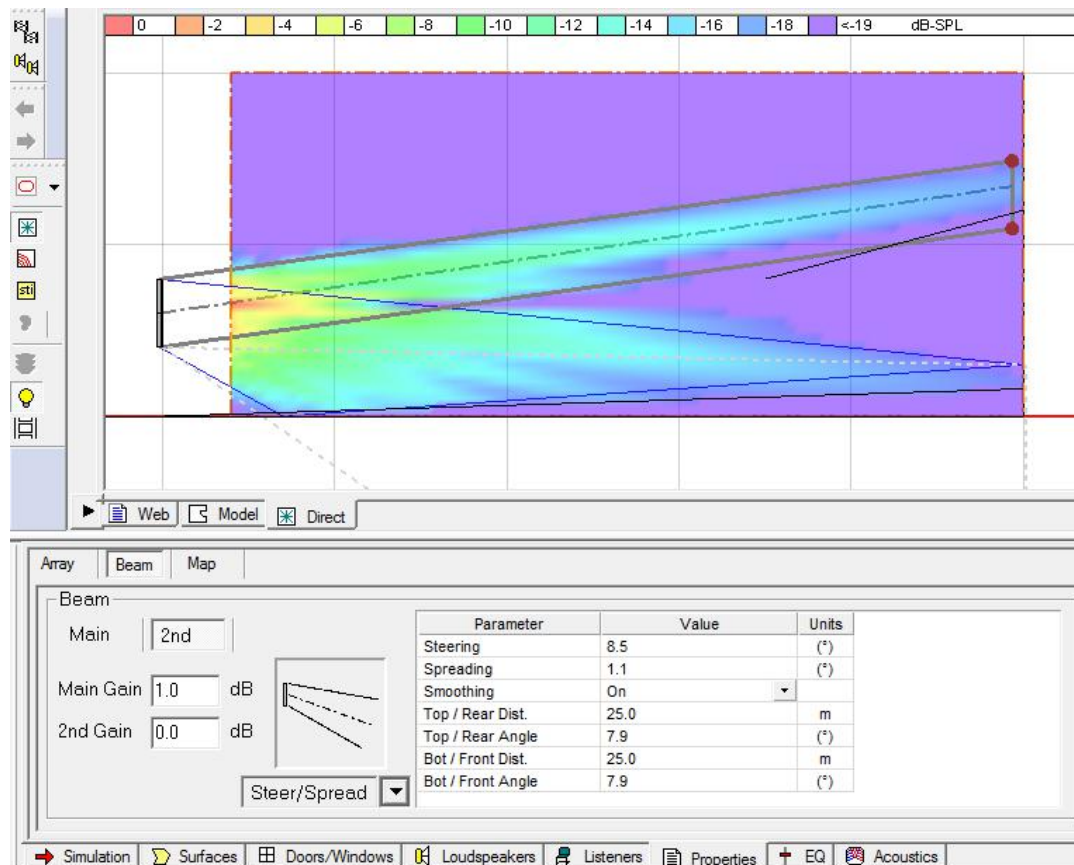 0 -2 -4 -6 -8 -10 -12 -14 -16 -18 <-19 dB-SPL
sti
Web Model Direct
Array Beam Map
Beam
Main 2nd
Main Gain 1.0 dB
2nd Gain 0.0 dB
Steer/Spread
Parameter Value Units
Steering 8.5 (°)
Spreading 1.1 (°)
Smoothing On
Top / Rear Dist. 25.0 m
Top / Rear Angle 7.9 (°)
Bot / Front Dist. 25.0 m
Bot / Front Angle 7.9 (°)
Simulation Surfaces Doors/Windows Loudspeakers Listeners Properties EQ Acoustics